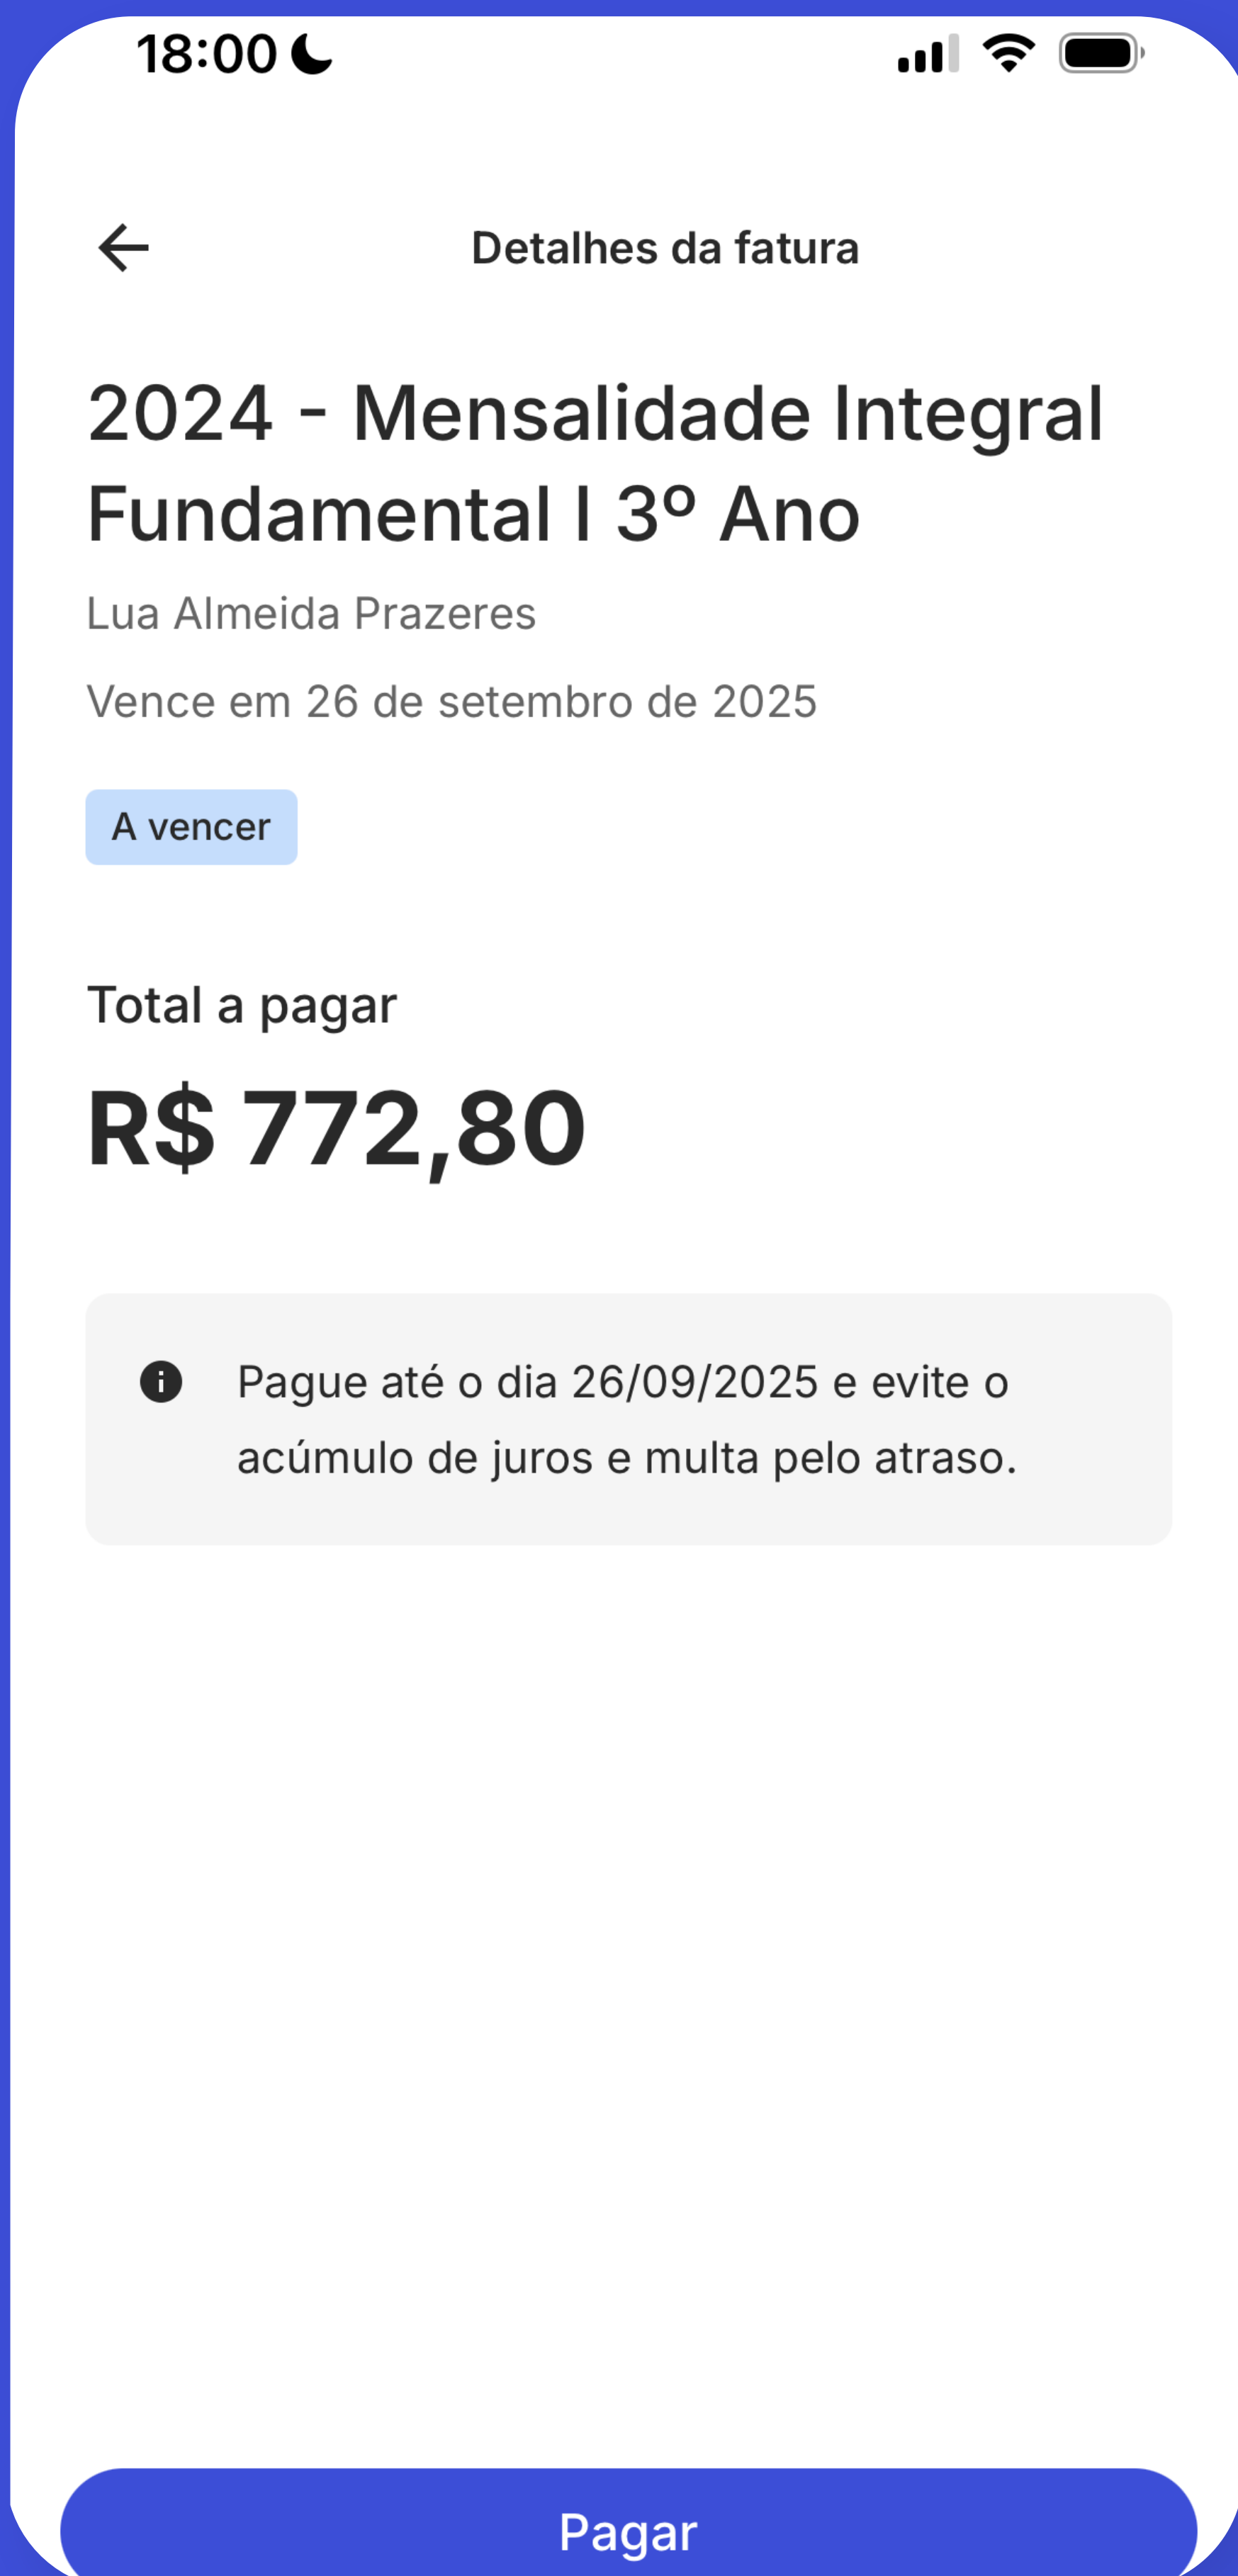 18:00
Detalhes da fatura
2024 - Mensalidade Integral
Fundamental I 3º Ano
Lua Almeida Prazeres
Vence em 26 de setembro de 2025
A vencer
Total a pagar
R$ 772,80
Pague até o dia 26/09/2025 e evite o
acúmulo de juros e multa pelo atraso.
Pagar